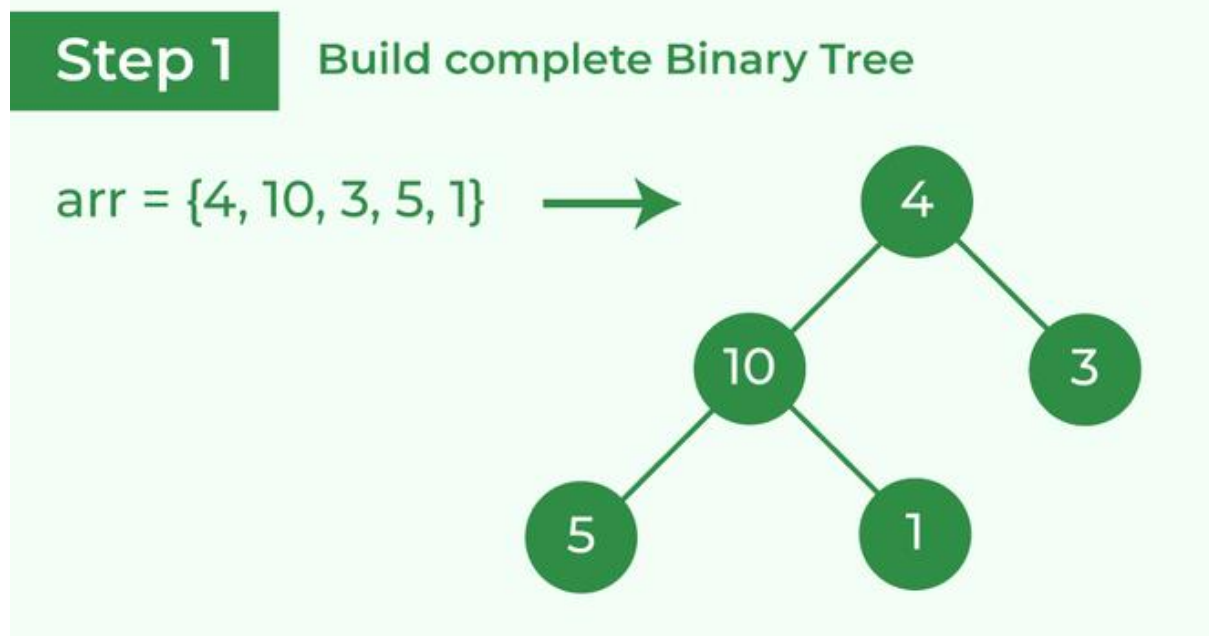 Step 1
Build complete Binary Tree
arr = {4, 10, 3, 5, 1}
4
10
3
5
1